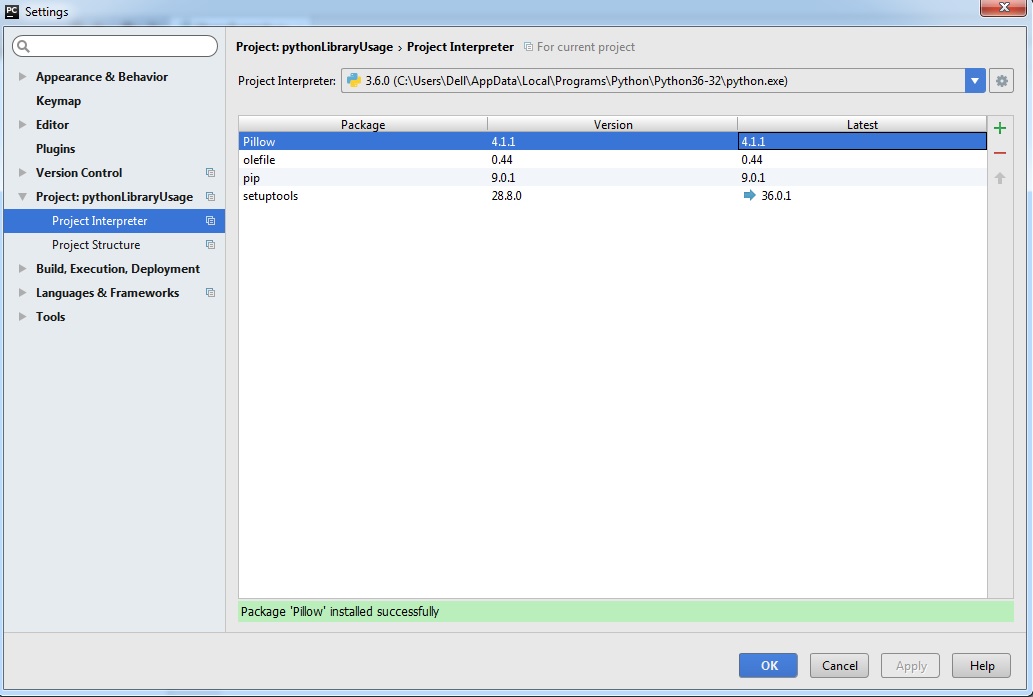 PC Settings
Project: pythonLibraryUsage › Project Interpreter For current project
Appearance & Behavior
Keymap
Editor
Plugins
Version Control
Project: pythonLibraryUsage
Project Interpreter
Project Structure
Build, Execution, Deployment
Languages & Frameworks
Tools
Project Interpreter: 3.6.0 (C:\Users\Dell\AppData\Local\Programs\Python\Python36-32\python.exe)
Package Version Latest
Pillow 4.1.1 4.1.1
olefile 0.44 0.44
pip 9.0.1 9.0.1
setuptools 28.8.0 36.0.1
Package 'Pillow' installed successfully
OK Cancel Apply Help